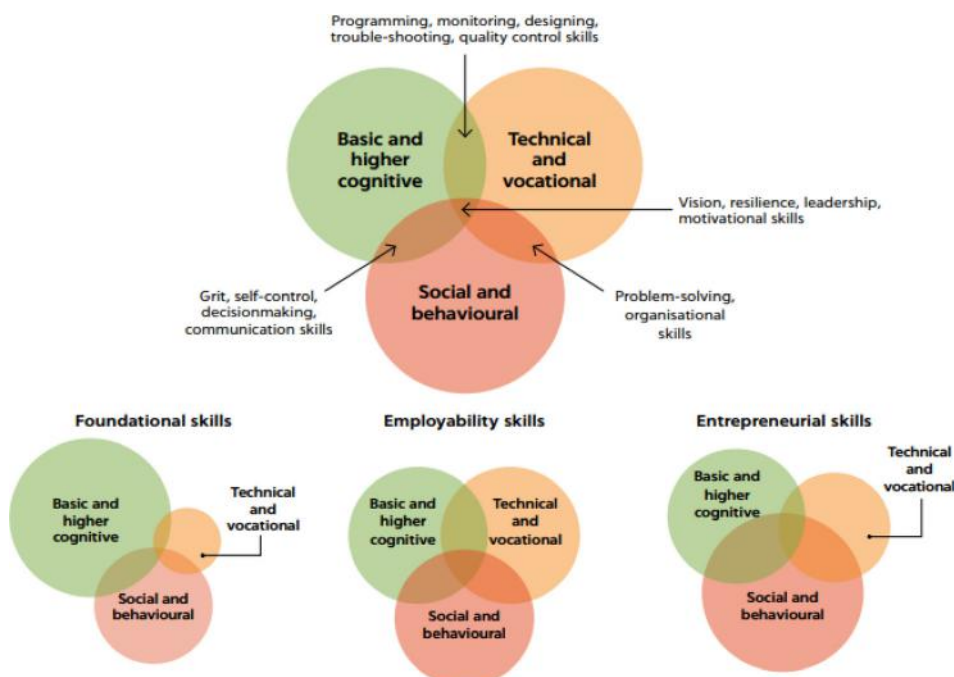 Programming, monitoring, designing,
trouble-shooting, quality control skills
Basic and
higher
cognitive
Technical
and
vocational
Vision, resilience, leadership,
motivational skills
Grit, self-control,
decisionmaking,
communication skills
Social and
behavioural
Problem-solving,
organisational
skills
Foundational skills
Basic and
higher
cognitive
Technical
and
vocational
Social and
behavioural
Employability skills
Basic and
higher
cognitive
Technical
and
vocational
Social and
behavioural
Entrepreneurial skills
Basic and
higher
cognitive
Technical
and
vocational
Social and
behavioural